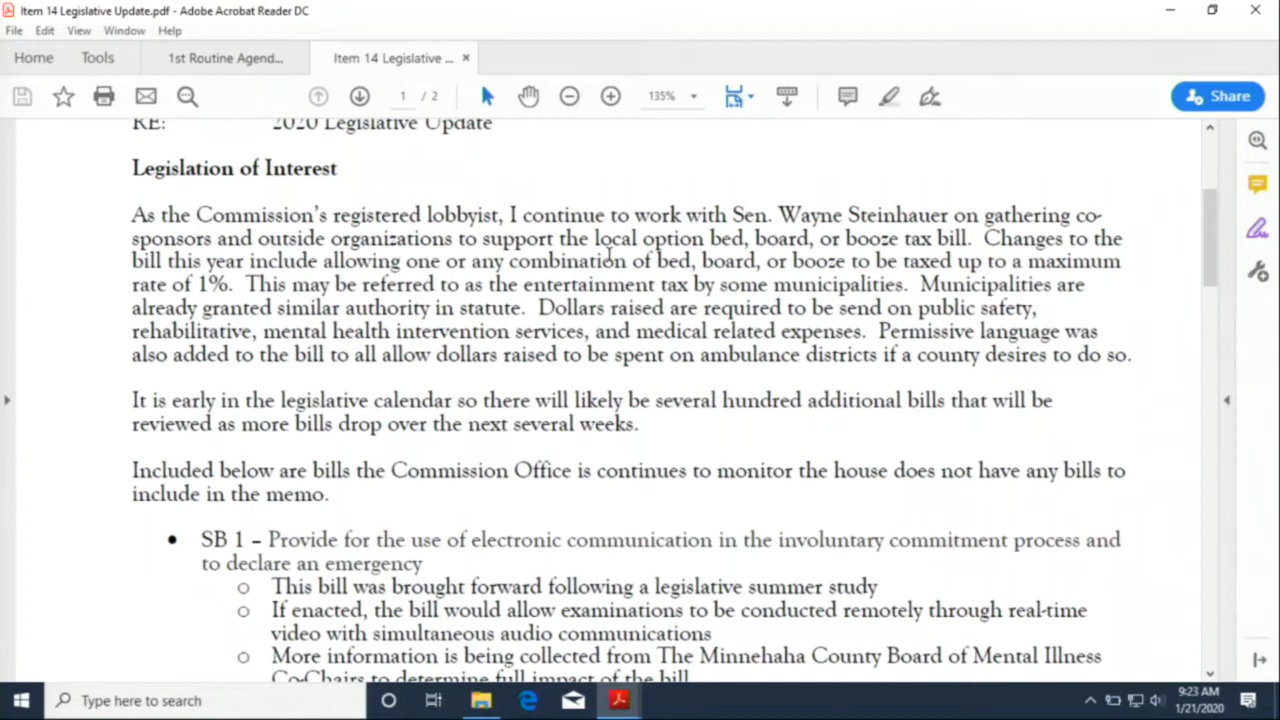 Item 14 Legislative Update.pdf - Adobe Acrobat Reader DC
File Edit View Window Help
Home Tools 1st Routine Agend... Item 14 Legislative ... ×
1 / 2 135% Share
RE: 2020 Legislative Update
Legislation of Interest
As the Commission's registered lobbyist, I continue to work with Sen. Wayne Steinhauer on gathering co-
sponsors and outside organizations to support the local option bed, board, or booze tax bill. Changes to the
bill this year include allowing one or any combination of bed, board, or booze to be taxed up to a maximum
rate of 1%. This may be referred to as the entertainment tax by some municipalities. Municipalities are
already granted similar authority in statute. Dollars raised are required to be send on public safety,
rehabilitative, mental health intervention services, and medical related expenses. Permissive language was
also added to the bill to all allow dollars raised to be spent on ambulance districts if a county desires to do so.
It is early in the legislative calendar so there will likely be several hundred additional bills that will be
reviewed as more bills drop over the next several weeks.
Included below are bills the Commission Office is continues to monitor the house does not have any bills to
include in the memo.
• SB 1 – Provide for the use of electronic communication in the involuntary commitment process and
to declare an emergency
o This bill was brought forward following a legislative summer study
o If enacted, the bill would allow examinations to be conducted remotely through real-time
video with simultaneous audio communications
o More information is being collected from The Minnehaha County Board of Mental Illness
Co-Chairs to determine full impact of the bill
Type here to search
9:23 AM
1/21/2020